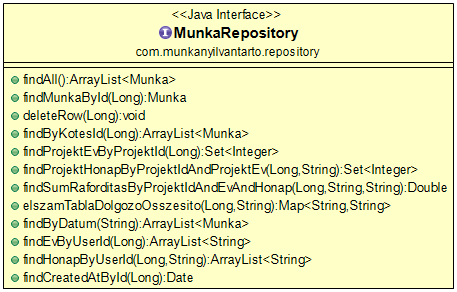 <<Java Interface>>
MunkaRepository
com.munkanyilvantarto.repository
findAll():ArrayList<Munka>
findMunkaById(Long):Munka
deleteRow(Long):void
findByKotesId(Long):ArrayList<Munka>
findProjektEvByProjektId(Long):Set<Integer>
findProjektHonapByProjektIdAndProjektEv(Long,String):Set<Integer>
findSumRaforditasByProjektIdAndEvAndHonap(Long,String,String):Double
elszamTablaDolgozoOsszesito(Long,String):Map<String,String>
findByDatum(String):ArrayList<Munka>
findEvByUserId(Long):ArrayList<String>
findHonapByUserId(Long,String):ArrayList<String>
findCreatedAtById(Long):Date